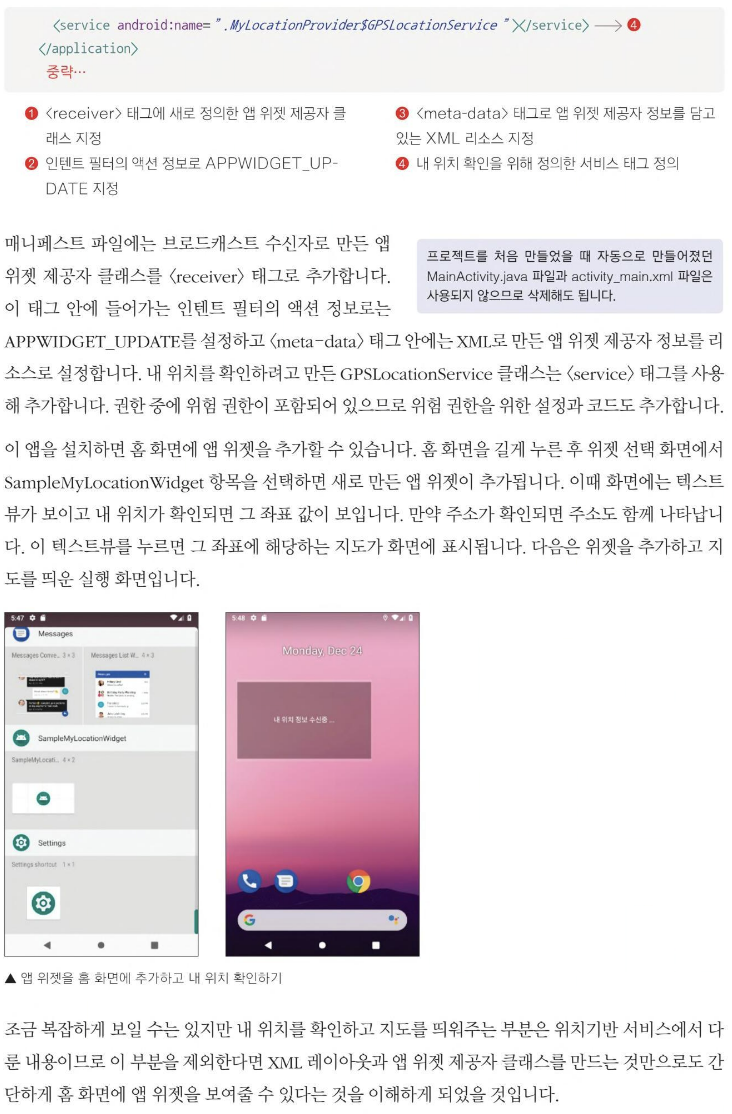 <service android:name=".MyLocationProvider$GPSLocationService "></service> ④
</application>
중략…
① <receiver> 태그에 새로 정의한 앱 위젯 제공자 클
래스 지정
② 인텐트 필터의 액션 정보로 APPWIDGET_UP-
DATE 지정
③ <meta-data> 태그로 앱 위젯 제공자 정보를 담고
있는 XML 리소스 지정
④ 내 위치 확인을 위해 정의한 서비스 태그 정의
매니페스트 파일에는 브로드캐스트 수신자로 만든 앱
위젯 제공자 클래스를 <receiver> 태그로 추가합니다.
이 태그 안에 들어가는 인텐트 필터의 액션 정보로는
프로젝트를 처음 만들었을 때 자동으로 만들어졌던
MainActivity.java 파일과 activity_main.xml 파일은
사용되지 않으므로 삭제해도 됩니다.
APPWIDGET_UPDATE를 설정하고 <meta-data> 태그 안에는 XML로 만든 앱 위젯 제공자 정보를 리
소스로 설정합니다. 내 위치를 확인하려고 만든 GPSLocationService 클래스는 <service> 태그를 사용
해 추가합니다. 권한 중에 위험 권한이 포함되어 있으므로 위험 권한을 위한 설정과 코드도 추가합니다.
이 앱을 설치하면 홈 화면에 앱 위젯을 추가할 수 있습니다. 홈 화면을 길게 누른 후 위젯 선택 화면에서
SampleMyLocationWidget 항목을 선택하면 새로 만든 앱 위젯이 추가됩니다. 이때 화면에는 텍스트
뷰가 보이고 내 위치가 확인되면 그 좌표 값이 보입니다. 만약 주소가 확인되면 주소도 함께 나타납니
다. 이 텍스트뷰를 누르면 그 좌표에 해당하는 지도가 화면에 표시됩니다. 다음은 위젯을 추가하고 지
도를 띄운 실행 화면입니다.
5:47
Messages
Messages Conve... 3 × 3
Messages List W... 4 × 3
SampleMyLocationWidget
SampleMyLocati... 4 × 2
Settings
Settings shortcut 1 × 1
5:48
Monday, Dec 24
내 위치 정보 수신중 ...
▲ 앱 위젯을 홈 화면에 추가하고 내 위치 확인하기
조금 복잡하게 보일 수는 있지만 내 위치를 확인하고 지도를 띄워주는 부분은 위치기반 서비스에서 다
룬 내용이므로 이 부분을 제외한다면 XML 레이아웃과 앱 위젯 제공자 클래스를 만드는 것만으로도 간
단하게 홈 화면에 앱 위젯을 보여줄 수 있다는 것을 이해하게 되었을 것입니다.